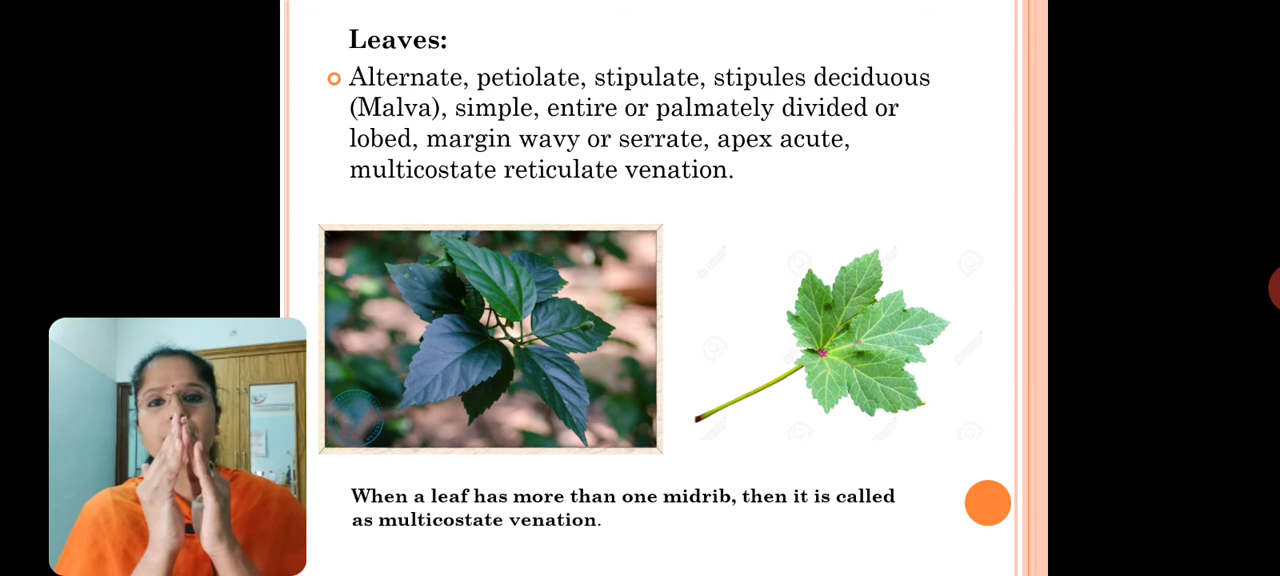 Leaves:
Alternate, petiolate, stipulate, stipules deciduous
(Malva), simple, entire or palmately divided or
lobed, margin wavy or serrate, apex acute,
multicostate reticulate venation.
When a leaf has more than one midrib, then it is called
as multicostate venation.